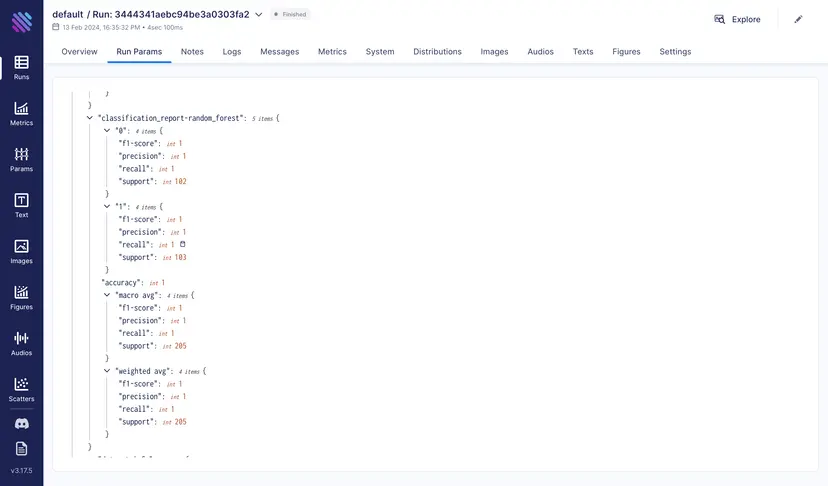 default / Run: 3444341aebc94be3a0303fa2
Finished
13 Feb 2024, 16:35:32 PM • 4sec 100ms
Explore
Overview Run Params Notes Logs Messages Metrics System Distributions Images Audios Texts Figures Settings
Runs
Metrics
Params
Text
Images
Figures
Audios
Scatters
v3.17.5
}
}
"classification_report-random_forest": 5 items {
"0": 4 items {
"f1-score": int 1
"precision": int 1
"recall": int 1
"support": int 102
}
"1": 4 items {
"f1-score": int 1
"precision": int 1
"recall": int 1
"support": int 103
}
"accuracy": int 1
"macro avg": 4 items {
"f1-score": int 1
"precision": int 1
"recall": int 1
"support": int 205
}
"weighted avg": 4 items {
"f1-score": int 1
"precision": int 1
"recall": int 1
"support": int 205
}
}